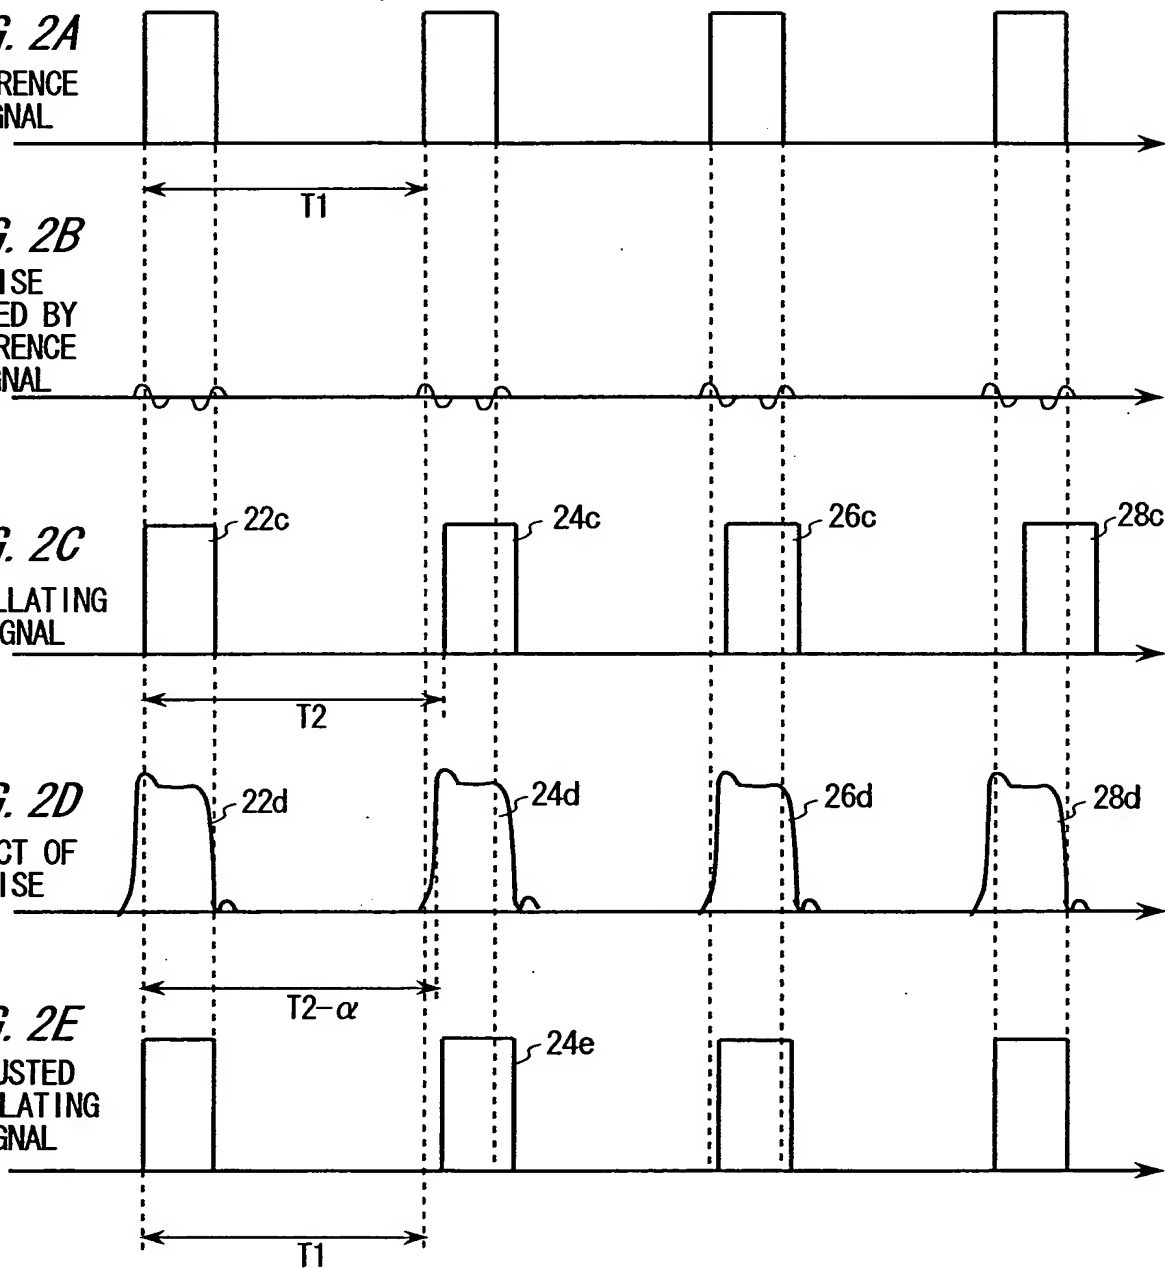 G. 2A
RENCE
GNAL
T1
G. 2B
ISE
ED BY
RENCE
GNAL
G. 2C
LLATING
GNAL
22c
24c
26c
28c
T2
G. 2D
CT OF
ISE
22d
24d
26d
28d
T2-α
G. 2E
USTED
LATING
GNAL
24e
T1